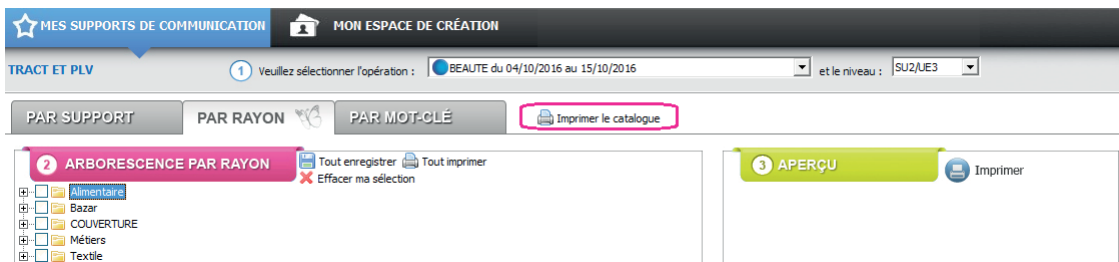 MES SUPPORTS DE COMMUNICATION MON ESPACE DE CRÉATION
TRACT ET PLV 1 Veuillez sélectionner l'opération : BEAUTE du 04/10/2016 au 15/10/2016 et le niveau : SU2/UE3
PAR SUPPORT PAR RAYON PAR MOT-CLÉ Imprimer le catalogue
2 ARBORESCENCE PAR RAYON Tout enregistrer Tout imprimer
Effacer ma sélection
3 APERÇU Imprimer
Alimentaire
Bazar
COUVERTURE
Métiers
Textile